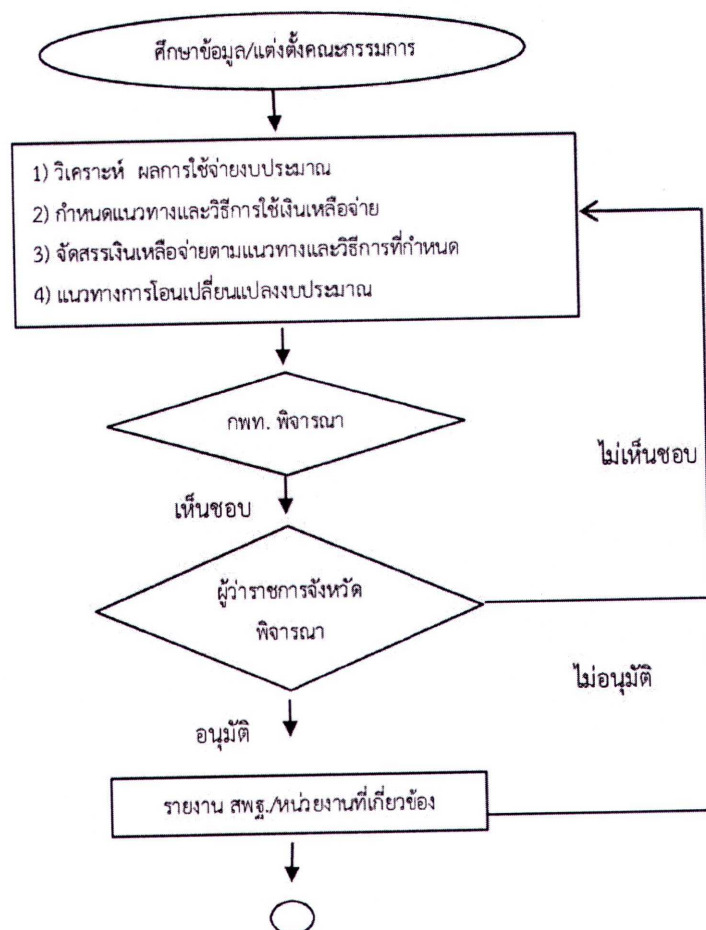 ศึกษาข้อมูล/แต่งตั้งคณะกรรมการ
1) วิเคราะห์ ผลการใช้จ่ายงบประมาณ
2) กำหนดแนวทางและวิธีการใช้เงินเหลือจ่าย
3) จัดสรรเงินเหลือจ่ายตามแนวทางและวิธีการที่กำหนด
4) แนวทางการโอนเปลี่ยนแปลงงบประมาณ
กพท. พิจารณา
ไม่เห็นชอบ
เห็นชอบ
ผู้ว่าราชการจังหวัด
พิจารณา
ไม่อนุมัติ
อนุมัติ
รายงาน สพฐ./หน่วยงานที่เกี่ยวข้อง